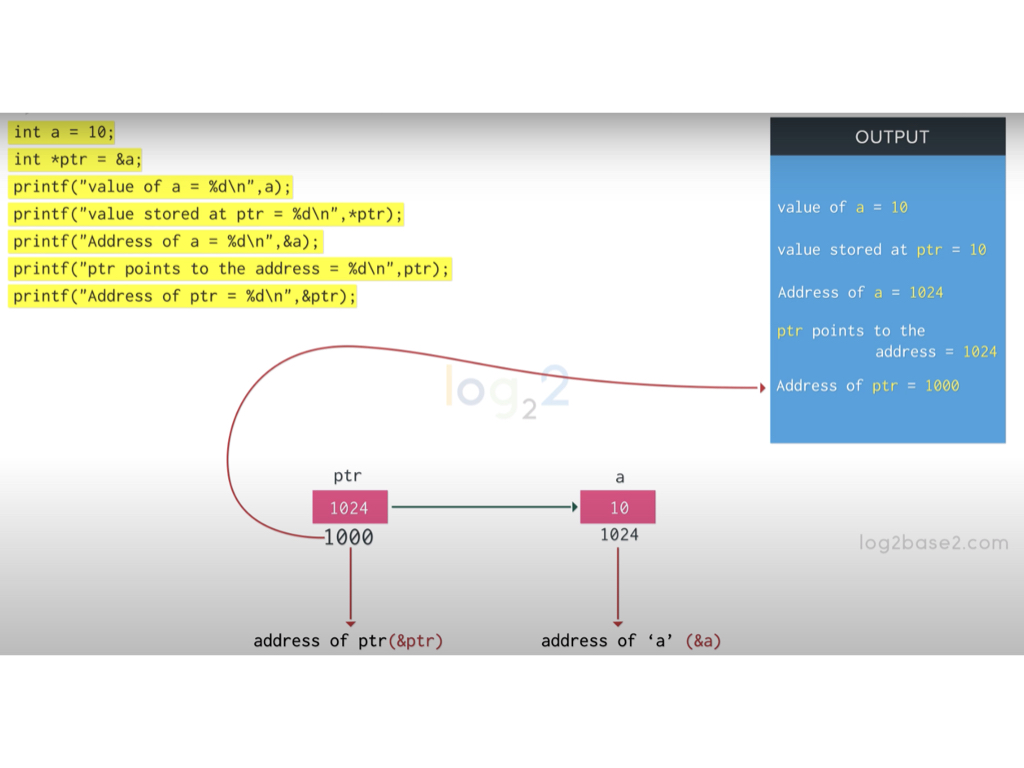 int a = 10;
int *ptr = &a;
printf("value of a = %d\n",a);
printf("value stored at ptr = %d\n",*ptr);
printf("Address of a = %d\n",&a);
printf("ptr points to the address = %d\n",ptr);
printf("Address of ptr = %d\n",&ptr);
OUTPUT
value of a = 10
value stored at ptr = 10
Address of a = 1024
ptr points to the
address = 1024
Address of ptr = 1000
log₂2
ptr
1024
1000
address of ptr(&ptr)
a
10
1024
address of ‘a’ (&a)
log2base2.com